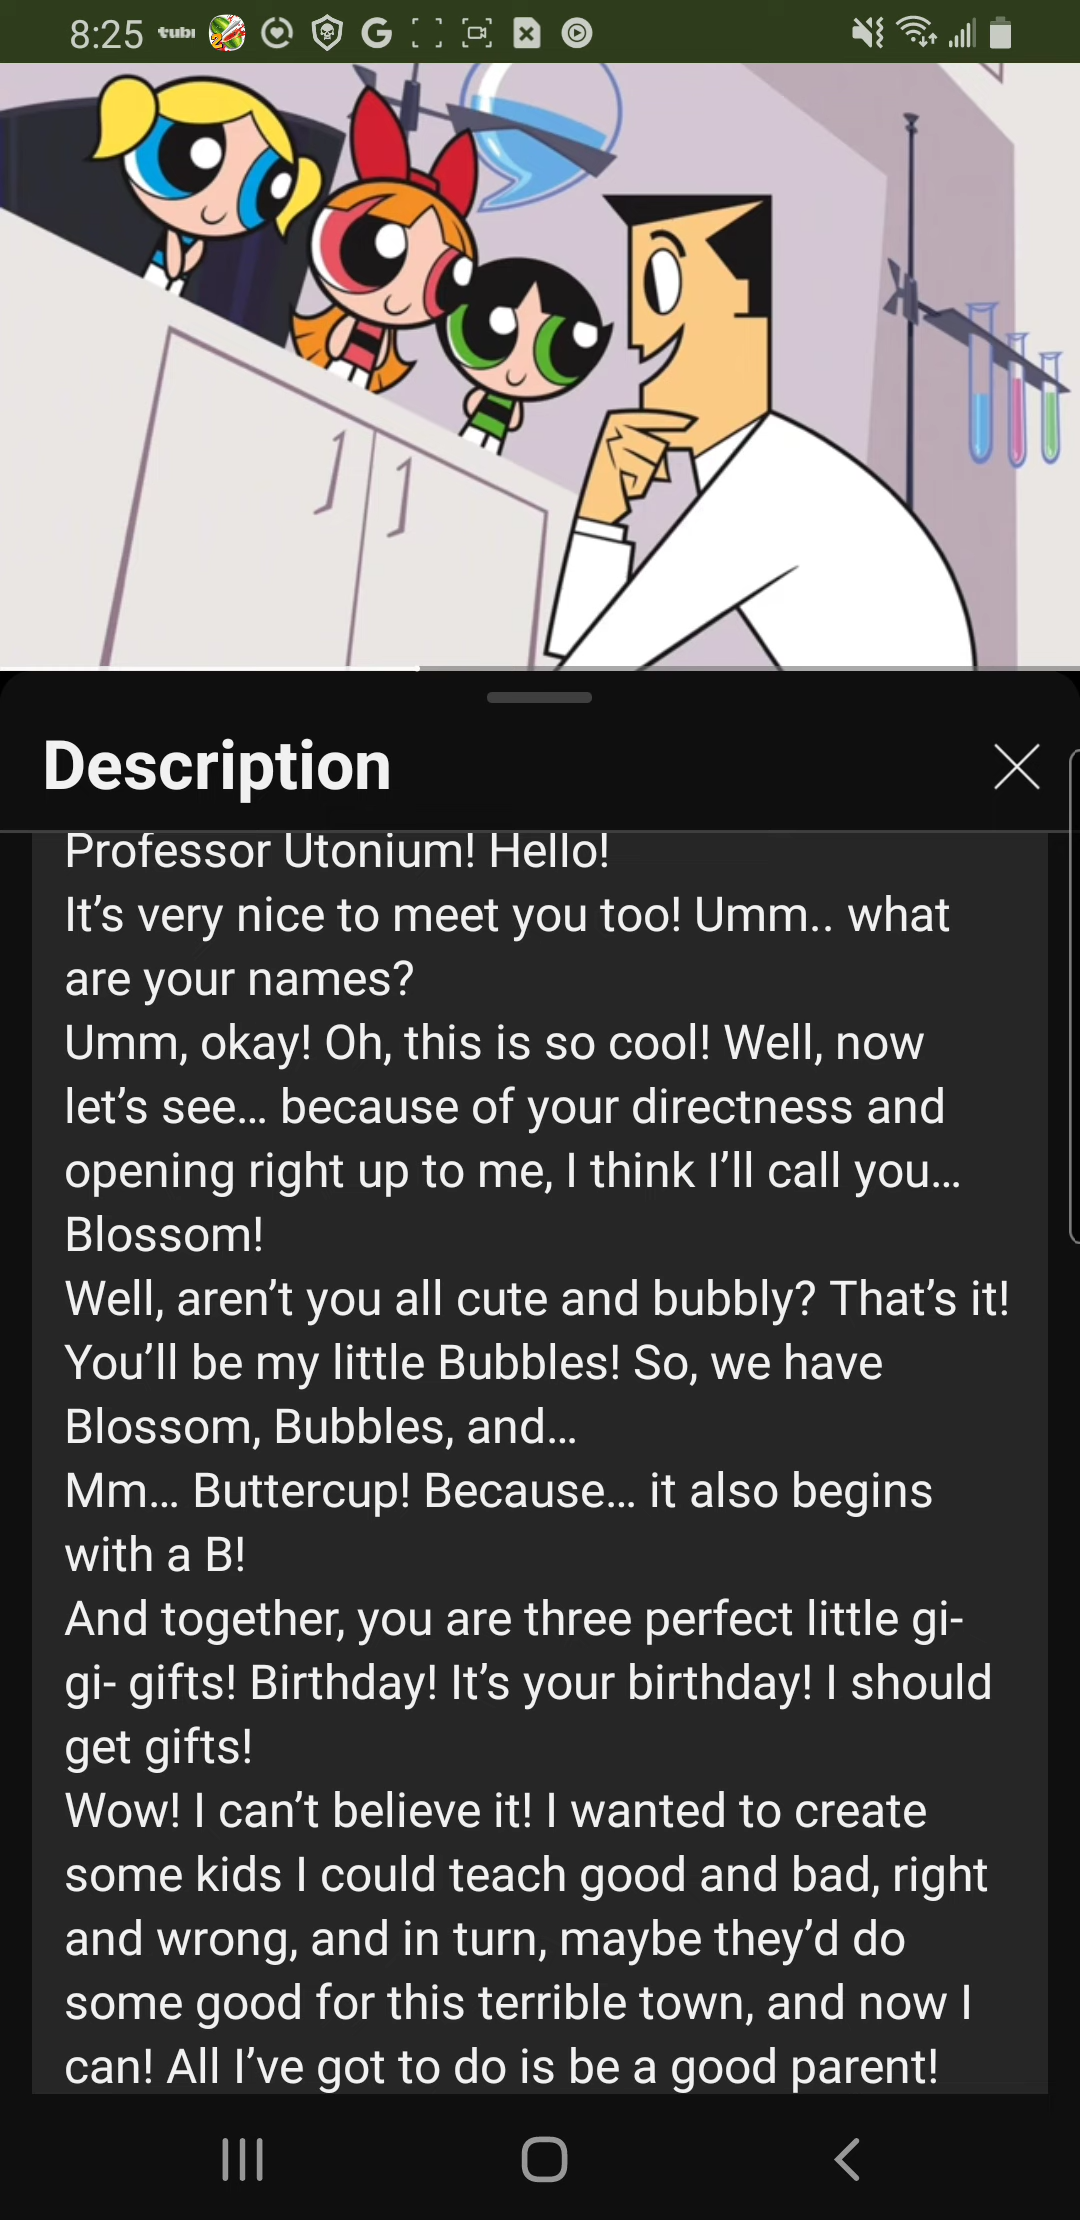 8:25 tubi G
Description
Professor Utonium! Hello!
It’s very nice to meet you too! Umm.. what
are your names?
Umm, okay! Oh, this is so cool! Well, now
let’s see… because of your directness and
opening right up to me, I think I’ll call you…
Blossom!
Well, aren’t you all cute and bubbly? That’s it!
You’ll be my little Bubbles! So, we have
Blossom, Bubbles, and…
Mm… Buttercup! Because… it also begins
with a B!
And together, you are three perfect little gi-
gi- gifts! Birthday! It’s your birthday! I should
get gifts!
Wow! I can’t believe it! I wanted to create
some kids I could teach good and bad, right
and wrong, and in turn, maybe they’d do
some good for this terrible town, and now I
can! All I’ve got to do is be a good parent!